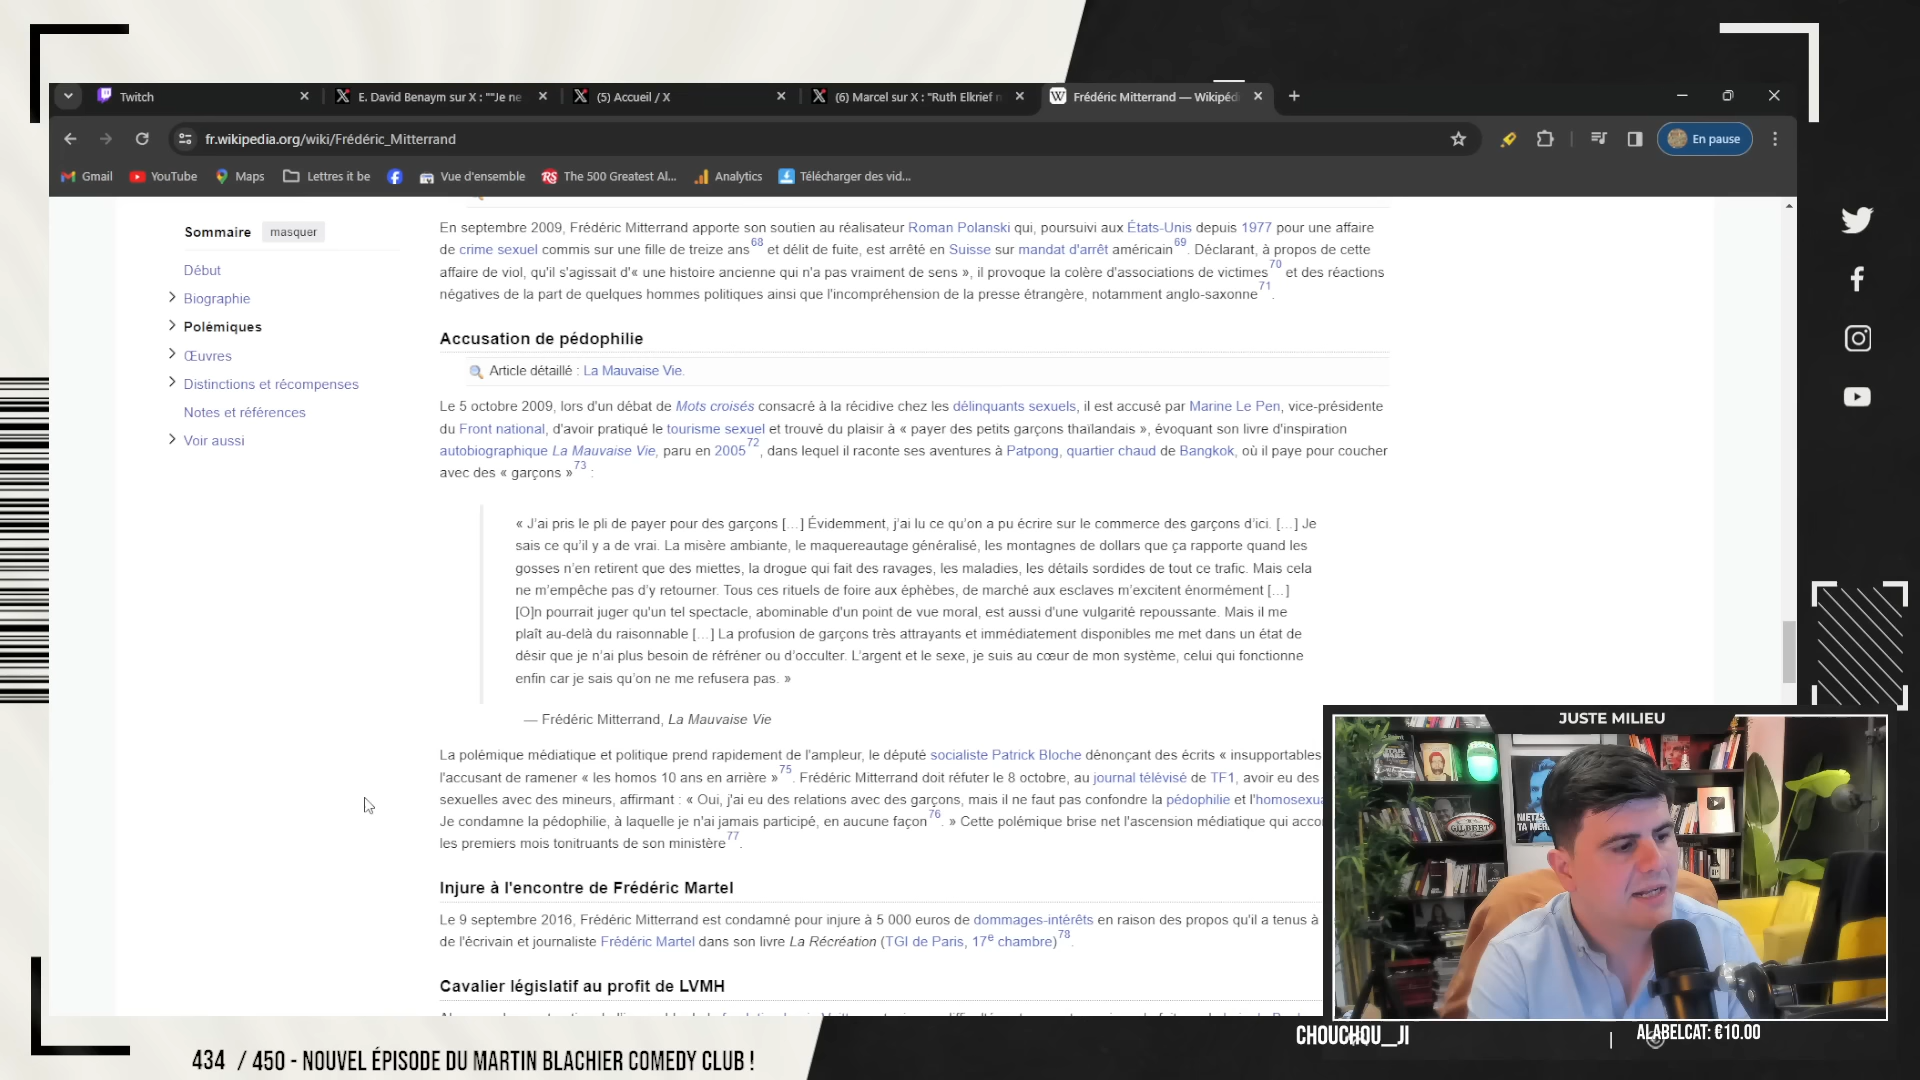 Twitch
E. David Benaym sur X : ""Je ne
(5) Accueil / X
(6) Marcel sur X : "Ruth Elkrief n
Frédéric Mitterrand — Wikipéd
fr.wikipedia.org/wiki/Frédéric_Mitterrand
En pause
Gmail
YouTube
Maps
Lettres it be
Vue d'ensemble
The 500 Greatest Al...
Analytics
Télécharger des vid...
Sommaire masquer
Début
Biographie
Polémiques
Œuvres
Distinctions et récompenses
Notes et références
Voir aussi
En septembre 2009, Frédéric Mitterrand apporte son soutien au réalisateur Roman Polanski qui, poursuivi aux États-Unis depuis 1977 pour une affaire
de crime sexuel commis sur une fille de treize ans68 et délit de fuite, est arrêté en Suisse sur mandat d'arrêt américain69. Déclarant, à propos de cette
affaire de viol, qu'il s'agissait d'« une histoire ancienne qui n'a pas vraiment de sens », il provoque la colère d'associations de victimes70 et des réactions
négatives de la part de quelques hommes politiques ainsi que l'incompréhension de la presse étrangère, notamment anglo-saxonne71.
Accusation de pédophilie
Article détaillé : La Mauvaise Vie.
Le 5 octobre 2009, lors d'un débat de Mots croisés consacré à la récidive chez les délinquants sexuels, il est accusé par Marine Le Pen, vice-présidente
du Front national, d'avoir pratiqué le tourisme sexuel et trouvé du plaisir à « payer des petits garçons thaïlandais », évoquant son livre d'inspiration
autobiographique La Mauvaise Vie, paru en 200572, dans lequel il raconte ses aventures à Patpong, quartier chaud de Bangkok, où il paye pour coucher
avec des « garçons »73 :
« J'ai pris le pli de payer pour des garçons […] Évidemment, j'ai lu ce qu'on a pu écrire sur le commerce des garçons d'ici. […] Je
sais ce qu'il y a de vrai. La misère ambiante, le maquereautage généralisé, les montagnes de dollars que ça rapporte quand les
gosses n'en retirent que des miettes, la drogue qui fait des ravages, les maladies, les détails sordides de tout ce trafic. Mais cela
ne m'empêche pas d'y retourner. Tous ces rituels de foire aux éphèbes, de marché aux esclaves m'excitent énormément […]
[O]n pourrait juger qu'un tel spectacle, abominable d'un point de vue moral, est aussi d'une vulgarité repoussante. Mais il me
plaît au-delà du raisonnable […] La profusion de garçons très attrayants et immédiatement disponibles me met dans un état de
désir que je n'ai plus besoin de réfréner ou d'occulter. L'argent et le sexe, je suis au cœur de mon système, celui qui fonctionne
enfin car je sais qu'on ne me refusera pas. »
— Frédéric Mitterrand, La Mauvaise Vie
La polémique médiatique et politique prend rapidement de l'ampleur, le député socialiste Patrick Bloche dénonçant des écrits « insupportables
l'accusant de ramener « les homos 10 ans en arrière »75. Frédéric Mitterrand doit réfuter le 8 octobre, au journal télévisé de TF1, avoir eu des
sexuelles avec des mineurs, affirmant : « Oui, j'ai eu des relations avec des garçons, mais il ne faut pas confondre la pédophilie et l'homosexua
Je condamne la pédophilie, à laquelle je n'ai jamais participé, en aucune façon76. » Cette polémique brise net l'ascension médiatique qui acco
les premiers mois tonitruants de son ministère77.
Injure à l'encontre de Frédéric Martel
Le 9 septembre 2016, Frédéric Mitterrand est condamné pour injure à 5 000 euros de dommages-intérêts en raison des propos qu'il a tenus à
de l'écrivain et journaliste Frédéric Martel dans son livre La Récréation (TGI de Paris, 17e chambre)78.
Cavalier législatif au profit de LVMH
JUSTE MILIEU
GILBERT
CHOUCHOU_JI
ALABELCAT: €10.00
434 / 450 - NOUVEL ÉPISODE DU MARTIN BLACHIER COMEDY CLUB !